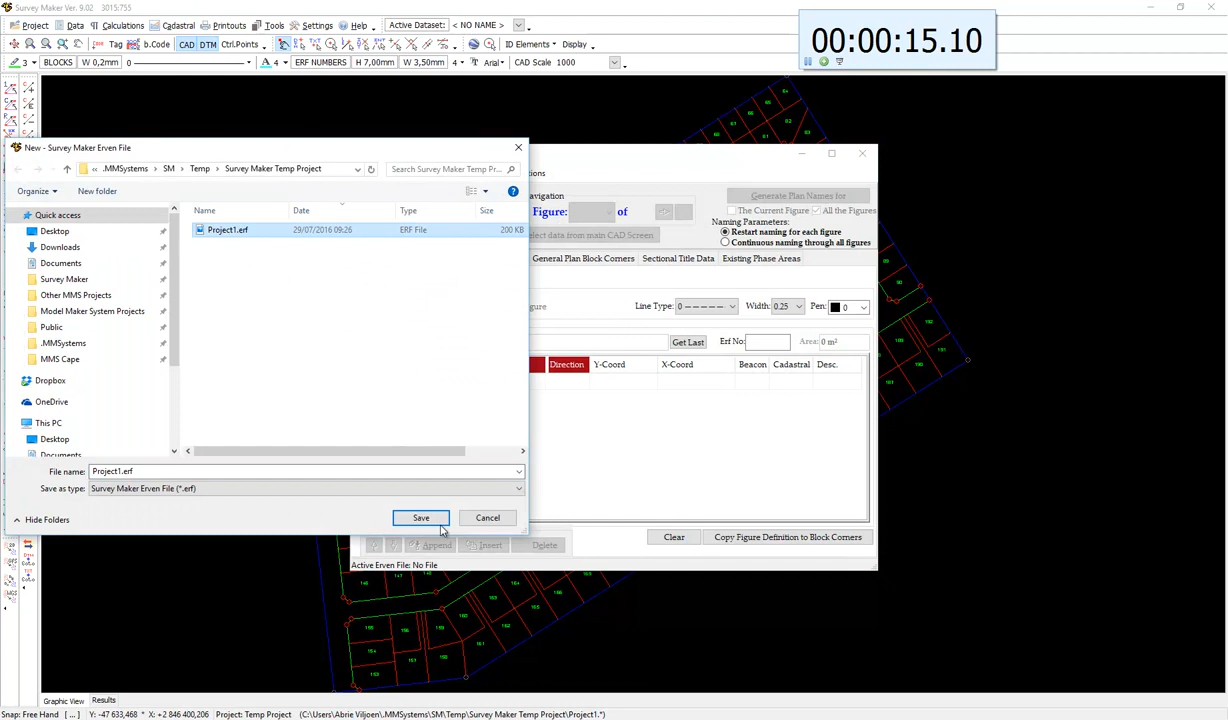 Survey Maker Ver. 9.02   3015:755
Project Data Calculations Cadastral Printouts Tools Settings Help Active Dataset: < NO NAME >
Tag b.Code CAD DTM Ctrl.Points ID Elements Display
3 BLOCKS W 0,2mm 0 A 4 ERF NUMBERS H 7,00mm W 3,50mm 4 Arial CAD Scale 1000
00:00:15.10
New - Survey Maker Erven File
« .MMSystems > SM > Temp > Survey Maker Temp Project
Search Survey Maker Temp Pr...
Organize New folder
Quick access
Desktop
Downloads
Documents
Survey Maker
Other MMS Projects
Model Maker System Projects
Public
.MMSystems
MMS Cape
Dropbox
OneDrive
This PC
Desktop
Documents
Name Date Type Size
Project1.erf 29/07/2016 09:26 ERF File 200 KB
File name: Project1.erf
Save as type: Survey Maker Erven File (*.erf)
Hide Folders Save Cancel
Generate Plan Names for
Figure: of
The Current Figure All the Figures
Naming Parameters:
Restart naming for each figure
Continuous naming through all figures
General Plan Block Corners Sectional Title Data Existing Phase Areas
Line Type: 0 Width: 0.25 Pen: 0
Get Last Erf No: Area: 0 m²
Direction Y-Coord X-Coord Beacon Cadastral Desc.
Append Insert Delete Clear Copy Figure Definition to Block Corners
Active Erven File: No File
Graphic View Results
Snap: Free Hand [ ... ] Y: -47 633,468 * X: +2 846 400,206 Project: Temp Project (C:\Users\Abrie Viljoen\.MMSystems\SM\Temp\Survey Maker Temp Project\Project1.*)